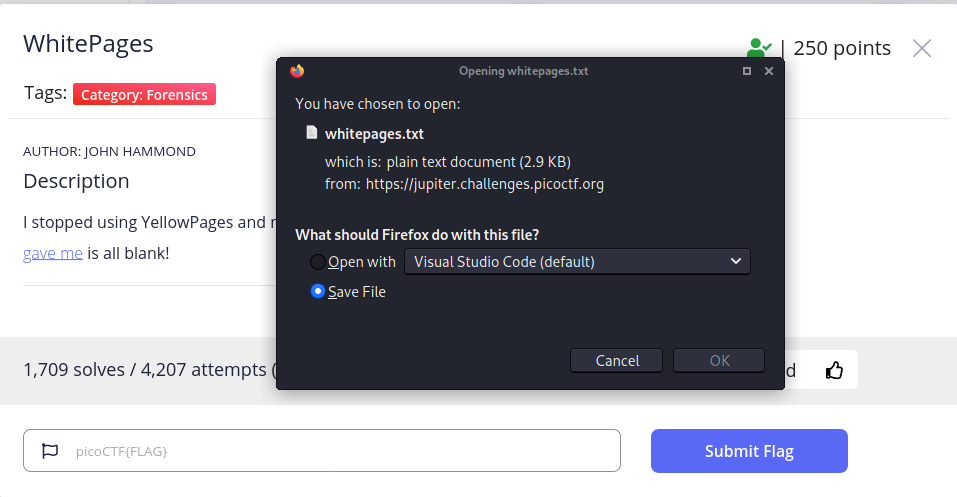 WhitePages
| 250 points
Tags: Category: Forensics
AUTHOR: JOHN HAMMOND
Description
I stopped using YellowPages and
gave me is all blank!
Opening whitepages.txt
You have chosen to open:
whitepages.txt
which is: plain text document (2.9 KB)
from: https://jupiter.challenges.picoctf.org
What should Firefox do with this file?
Open with Visual Studio Code (default)
Save File
Cancel OK
1,709 solves / 4,207 attempts (
picoCTF{FLAG}
Submit Flag